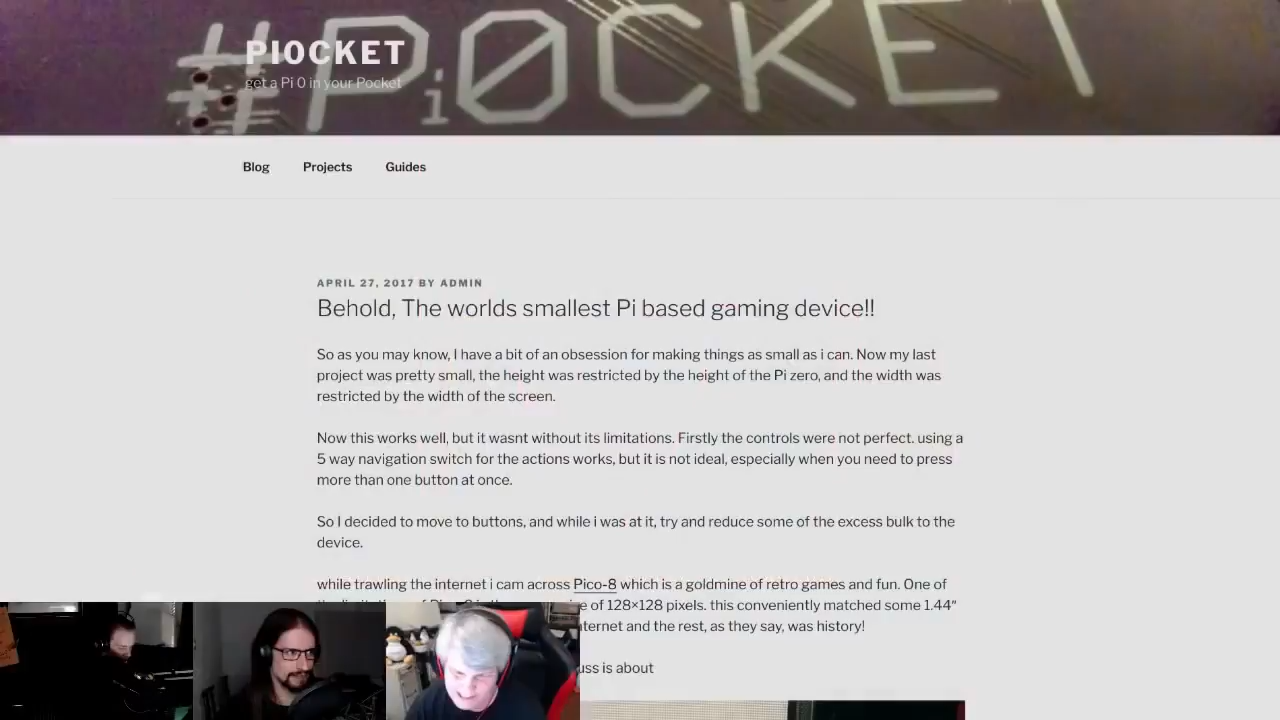 #Pi0CKET
PI0CKET
get a Pi 0 in your Pocket
Blog Projects Guides
APRIL 27, 2017 BY ADMIN
Behold, The worlds smallest Pi based gaming device!!
So as you may know, I have a bit of an obsession for making things as small as i can. Now my last
project was pretty small, the height was restricted by the height of the Pi zero, and the width was
restricted by the width of the screen.
Now this works well, but it wasnt without its limitations. Firstly the controls were not perfect. using a
5 way navigation switch for the actions works, but it is not ideal, especially when you need to press
more than one button at once.
So I decided to move to buttons, and while i was at it, try and reduce some of the excess bulk to the
device.
while trawling the internet i cam across Pico-8 which is a goldmine of retro games and fun. One of
of 128×128 pixels. this conveniently matched some 1.44"
and the rest, as they say, was history!
is about